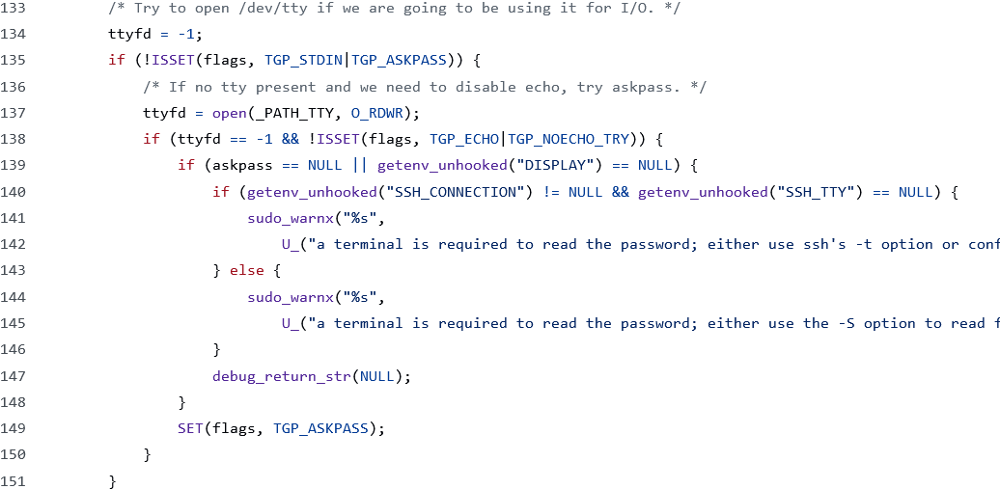 133 /* Try to open /dev/tty if we are going to be using it for I/O. */
134 ttyfd = -1;
135 if (!ISSET(flags, TGP_STDIN|TGP_ASKPASS)) {
136 /* If no tty present and we need to disable echo, try askpass. */
137 ttyfd = open(_PATH_TTY, O_RDWR);
138 if (ttyfd == -1 && !ISSET(flags, TGP_ECHO|TGP_NOECHO_TRY)) {
139 if (askpass == NULL || getenv_unhooked("DISPLAY") == NULL) {
140 if (getenv_unhooked("SSH_CONNECTION") != NULL && getenv_unhooked("SSH_TTY") == NULL) {
141 sudo_warnx("%s",
142 U_("a terminal is required to read the password; either use ssh's -t option or conf
143 } else {
144 sudo_warnx("%s",
145 U_("a terminal is required to read the password; either use the -S option to read f
146 }
147 debug_return_str(NULL);
148 }
149 SET(flags, TGP_ASKPASS);
150 }
151 }